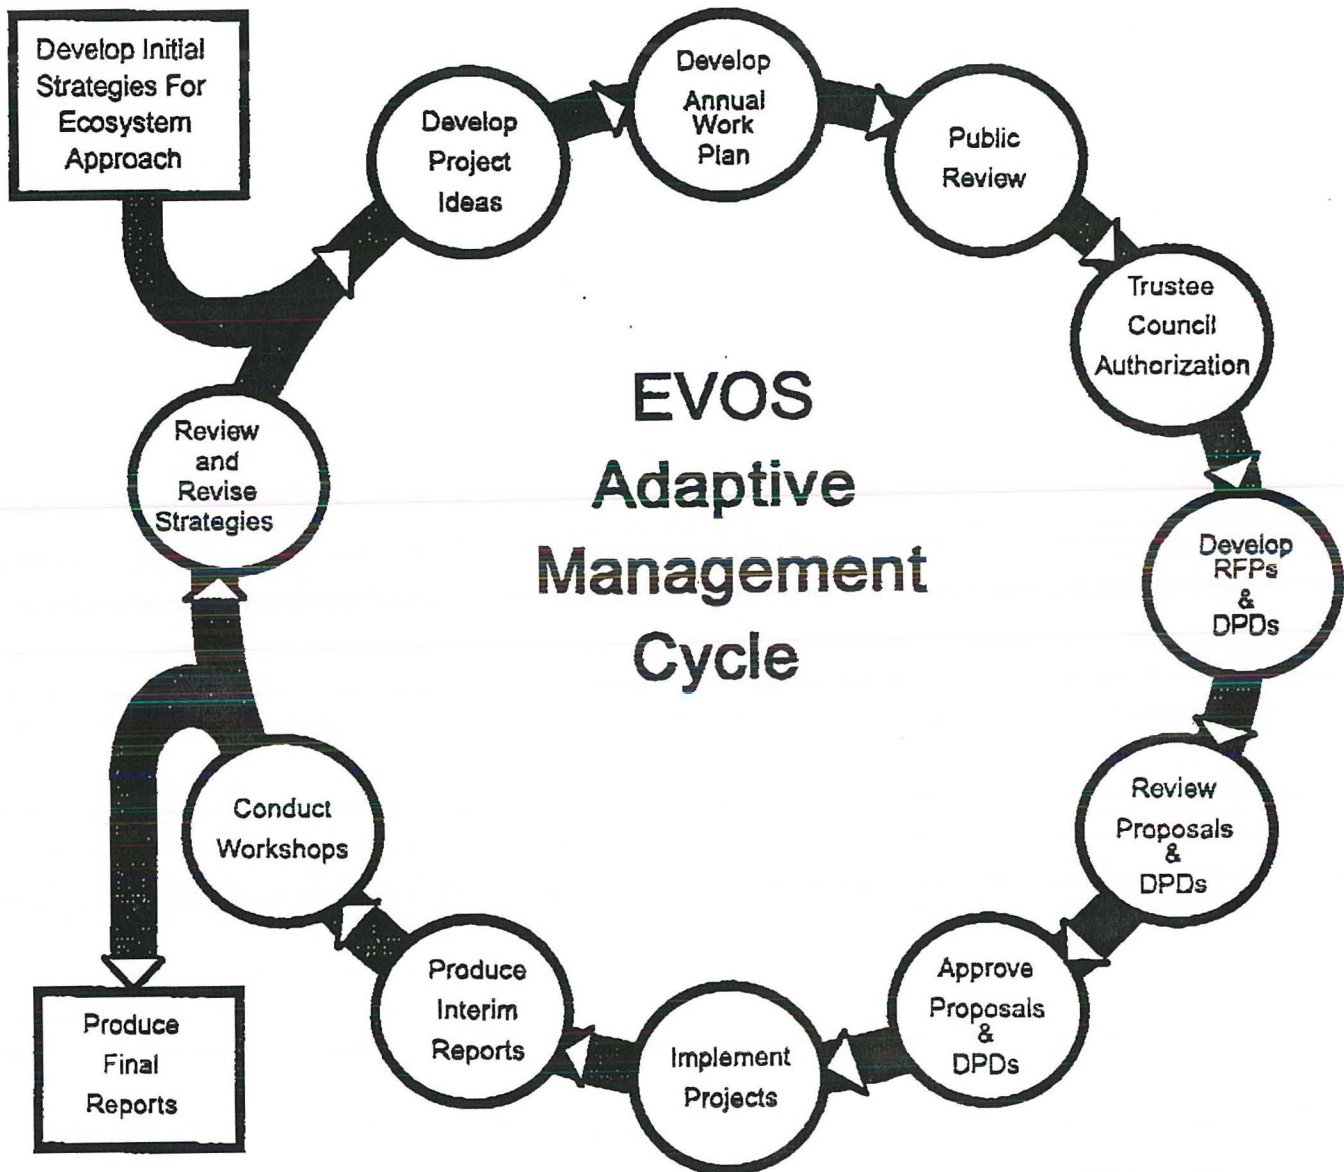 Develop Initial
Strategies For
Ecosystem
Approach
Develop
Project
Ideas
Develop
Annual
Work
Plan
Public
Review
Trustee
Council
Authorization
Develop
RFPs
&
DPDs
Review
Proposals
&
DPDs
Approve
Proposals
&
DPDs
Implement
Projects
Produce
Interim
Reports
Conduct
Workshops
Review
and
Revise
Strategies
Produce
Final
Reports
EVOS
Adaptive
Management
Cycle